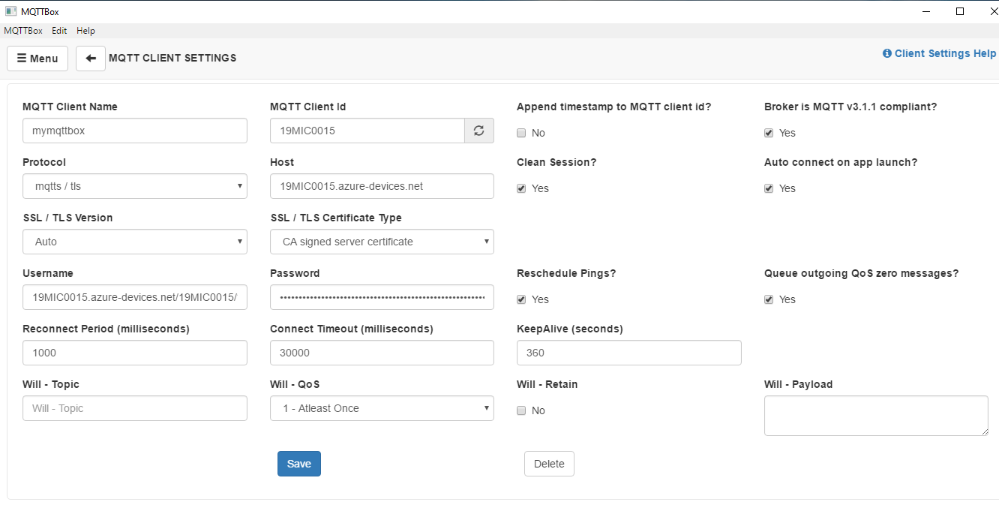 MQTTBox
MQTTBox Edit Help
Menu MQTT CLIENT SETTINGS Client Settings Help
MQTT Client Name MQTT Client Id Append timestamp to MQTT client id? Broker is MQTT v3.1.1 compliant?
mymqttbox 19MIC0015 No Yes
Protocol Host Clean Session? Auto connect on app launch?
mqtts / tls 19MIC0015.azure-devices.net Yes Yes
SSL / TLS Version SSL / TLS Certificate Type
Auto CA signed server certificate
Username Password Reschedule Pings? Queue outgoing QoS zero messages?
19MIC0015.azure-devices.net/19MIC0015/ Yes Yes
Reconnect Period (milliseconds) Connect Timeout (milliseconds) KeepAlive (seconds)
1000 30000 360
Will - Topic Will - QoS Will - Retain Will - Payload
Will - Topic 1 - Atleast Once No
Save Delete